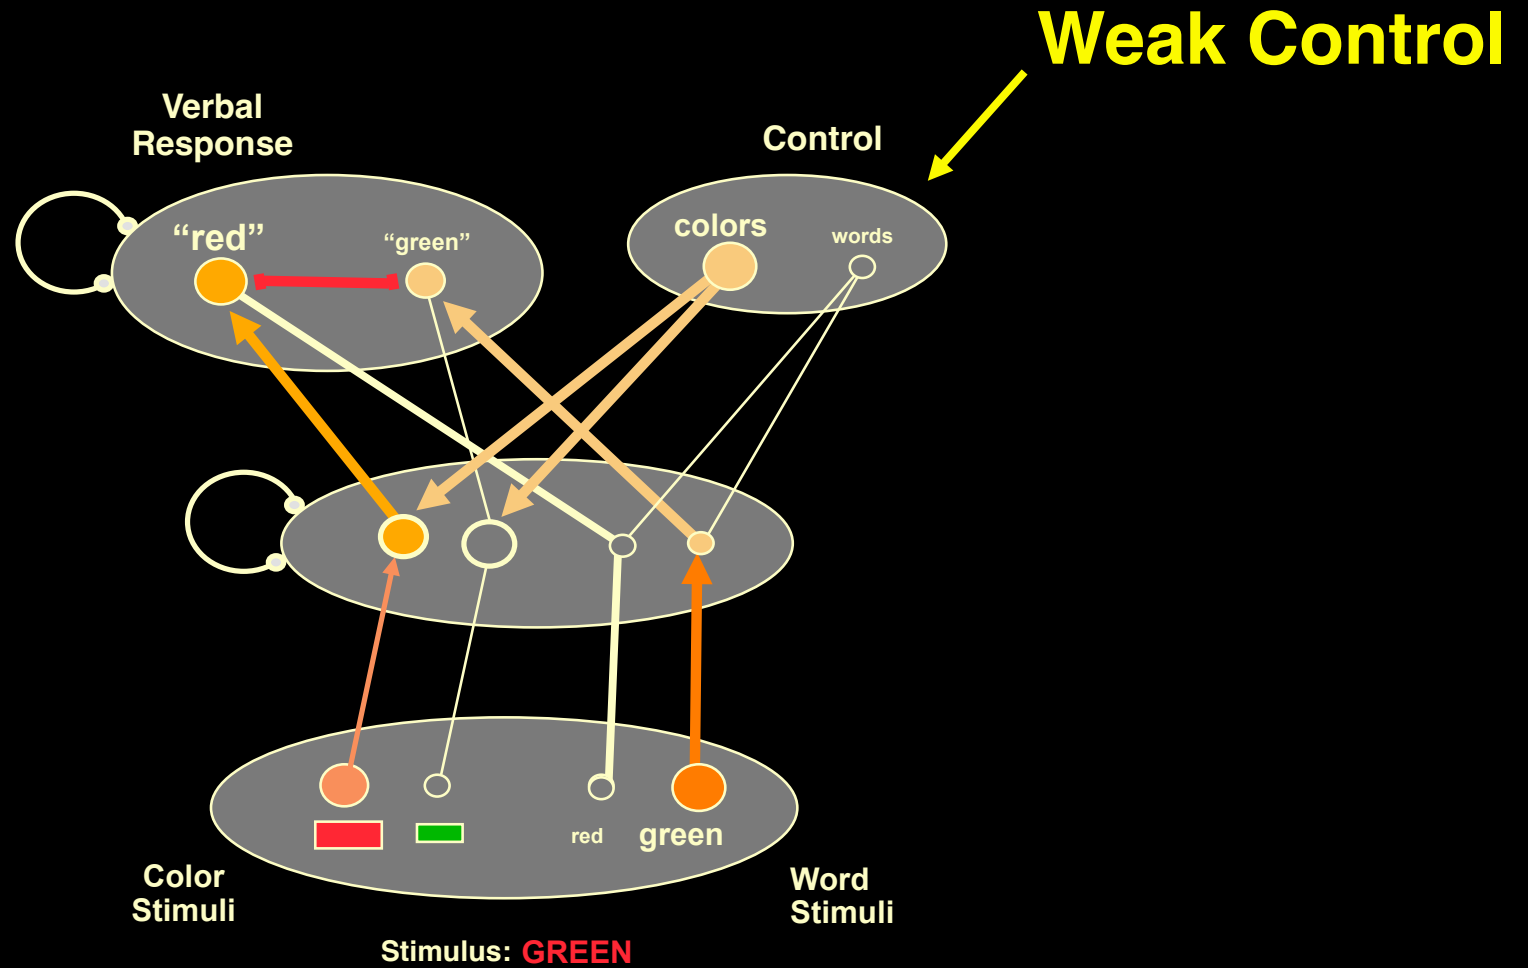 Weak Control
Verbal
Response
Control
“red”
“green”
colors
words
red
green
Color
Stimuli
Word
Stimuli
Stimulus: GREEN